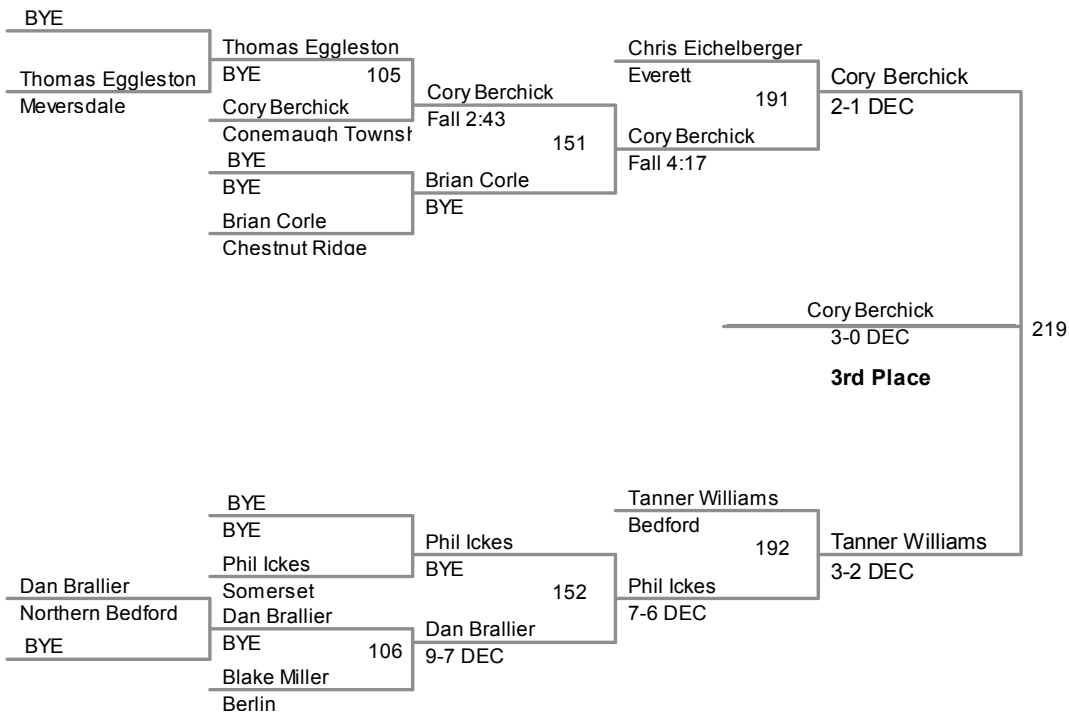 BYE
Thomas Eggleston
Meversdale
Thomas Eggleston
BYE
105
Cory Berchick
Conemaugh Townsh
BYE
BYE
Brian Corle
Chestnut Ridge
Cory Berchick
Fall 2:43
151
Brian Corle
BYE
Chris Eichelberger
Everett
191
Cory Berchick
Fall 4:17
Cory Berchick
2-1 DEC
Cory Berchick
3-0 DEC
3rd Place
219
BYE
BYE
Phil Ickes
Somerset
Dan Brallier
Northern Bedford
BYE
Dan Brallier
BYE
106
Blake Miller
Berlin
Phil Ickes
BYE
152
Dan Brallier
9-7 DEC
Tanner Williams
Bedford
192
Phil Ickes
7-6 DEC
Tanner Williams
3-2 DEC